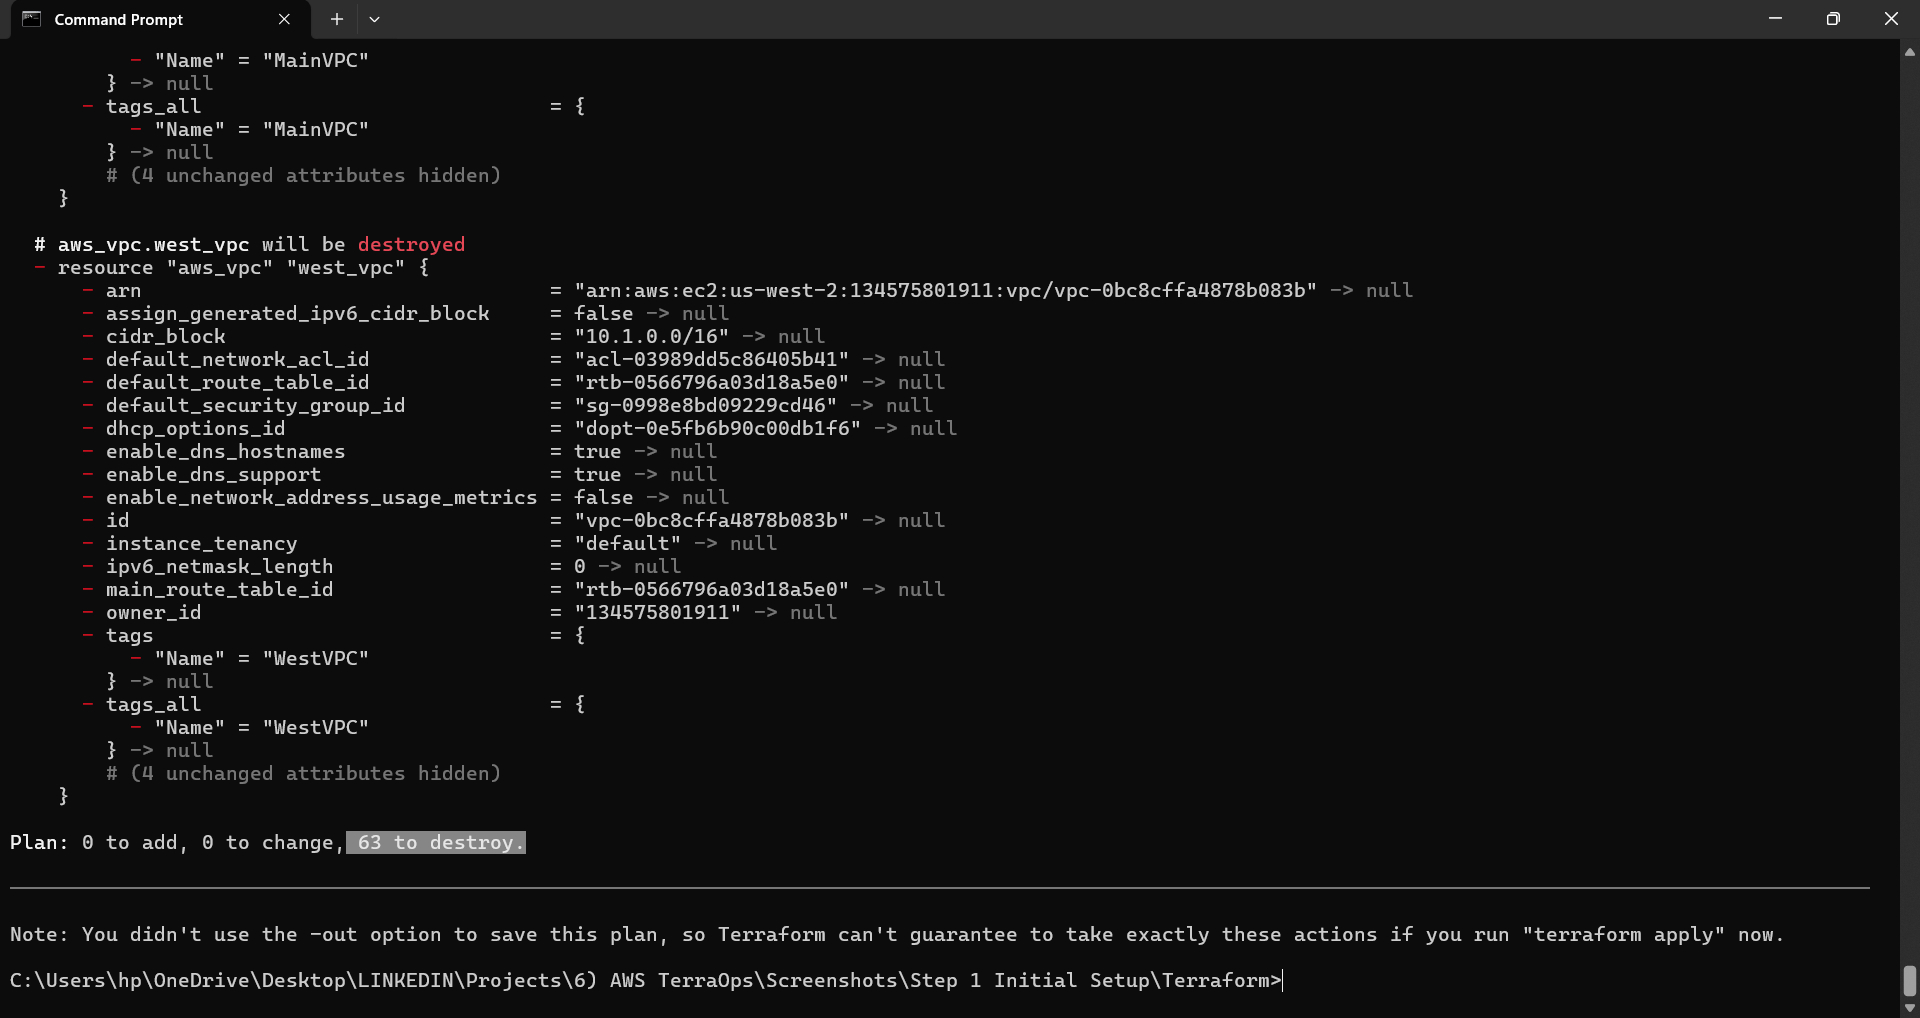 Command Prompt
- "Name" = "MainVPC"
} -> null
- tags_all = {
- "Name" = "MainVPC"
} -> null
# (4 unchanged attributes hidden)
}
# aws_vpc.west_vpc will be destroyed
- resource "aws_vpc" "west_vpc" {
- arn = "arn:aws:ec2:us-west-2:134575801911:vpc/vpc-0bc8cffa4878b083b" -> null
- assign_generated_ipv6_cidr_block = false -> null
- cidr_block = "10.1.0.0/16" -> null
- default_network_acl_id = "acl-03989dd5c86405b41" -> null
- default_route_table_id = "rtb-0566796a03d18a5e0" -> null
- default_security_group_id = "sg-0998e8bd09229cd46" -> null
- dhcp_options_id = "dopt-0e5fb6b90c00db1f6" -> null
- enable_dns_hostnames = true -> null
- enable_dns_support = true -> null
- enable_network_address_usage_metrics = false -> null
- id = "vpc-0bc8cffa4878b083b" -> null
- instance_tenancy = "default" -> null
- ipv6_netmask_length = 0 -> null
- main_route_table_id = "rtb-0566796a03d18a5e0" -> null
- owner_id = "134575801911" -> null
- tags = {
- "Name" = "WestVPC"
} -> null
- tags_all = {
- "Name" = "WestVPC"
} -> null
# (4 unchanged attributes hidden)
}
Plan: 0 to add, 0 to change, 63 to destroy.
Note: You didn't use the -out option to save this plan, so Terraform can't guarantee to take exactly these actions if you run "terraform apply" now.
C:\Users\hp\OneDrive\Desktop\LINKEDIN\Projects\6) AWS TerraOps\Screenshots\Step 1 Initial Setup\Terraform>